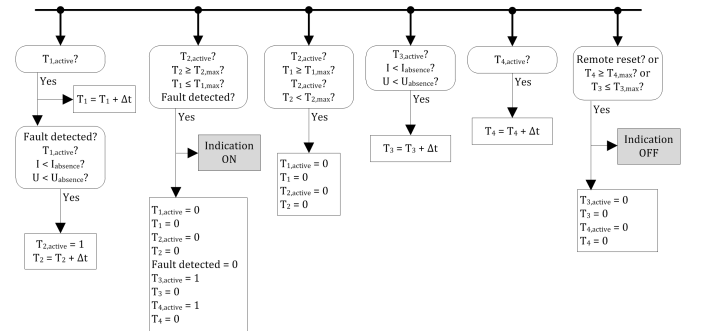 T1,active?
Yes
T1 = T1 + Δt
Fault detected?
T1,active?
I < Iabsence?
U < Uabsence?
Yes
T2,active = 1
T2 = T2 + Δt
T2,active?
T2 ≥ T2,max?
T1 ≤ T1,max?
Fault detected?
Yes
Indication
ON
T1,active = 0
T1 = 0
T2,active = 0
T2 = 0
Fault detected = 0
T3,active = 1
T3 = 0
T4,active = 1
T4 = 0
T2,active?
T1 ≥ T1,max?
T2,active?
T2 < T2,max?
Yes
T1,active = 0
T1 = 0
T2,active = 0
T2 = 0
T3,active?
I < Iabsence?
U < Uabsence?
Yes
T3 = T3 + Δt
T4,active?
Yes
T4 = T4 + Δt
Remote reset? or
T4 ≥ T4,max? or
T3 ≤ T3,max?
Yes
Indication
OFF
T3,active = 0
T3 = 0
T4,active = 0
T4 = 0